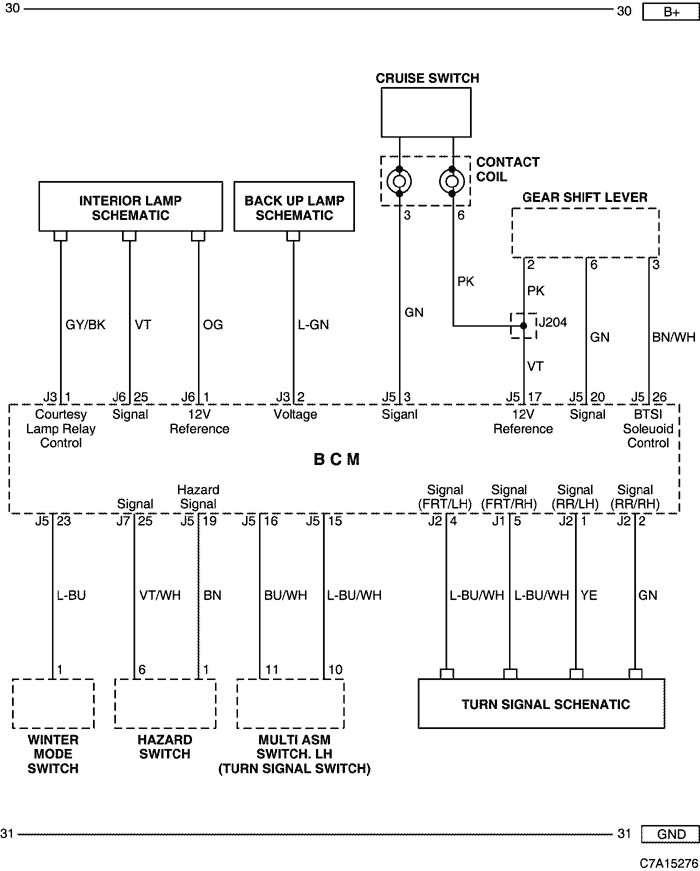 30
30 B+
CRUISE SWITCH
CONTACT
COIL
3 6
INTERIOR LAMP
SCHEMATIC
BACK UP LAMP
SCHEMATIC
GEAR SHIFT LEVER
2 6 3
PK
PK
J204
GY/BK VT OG L-GN GN GN BN/WH
VT
J3 1 J6 25 J6 1 J3 2 J5 3 J5 17 J5 20 J5 26
Courtesy
Lamp Relay
Control
Signal
12V
Reference
Voltage
Siganl
12V
Reference
Signal
BTSI
Soleuoid
Control
BCM
Signal
Hazard
Signal
Signal
(FRT/LH)
Signal
(FRT/RH)
Signal
(RR/LH)
Signal
(RR/RH)
J5 23 J7 25 J5 19 J5 16 J5 15 J2 4 J1 5 J2 1 J2 2
L-BU VT/WH BN BU/WH L-BU/WH L-BU/WH L-BU/WH YE GN
1 6 1 11 10
TURN SIGNAL SCHENATIC
WINTER
MODE
SWITCH
HAZARD
SWITCH
MULTI ASM
SWITCH. LH
(TURN SIGNAL SWITCH)
31
31 GND
C7A15276